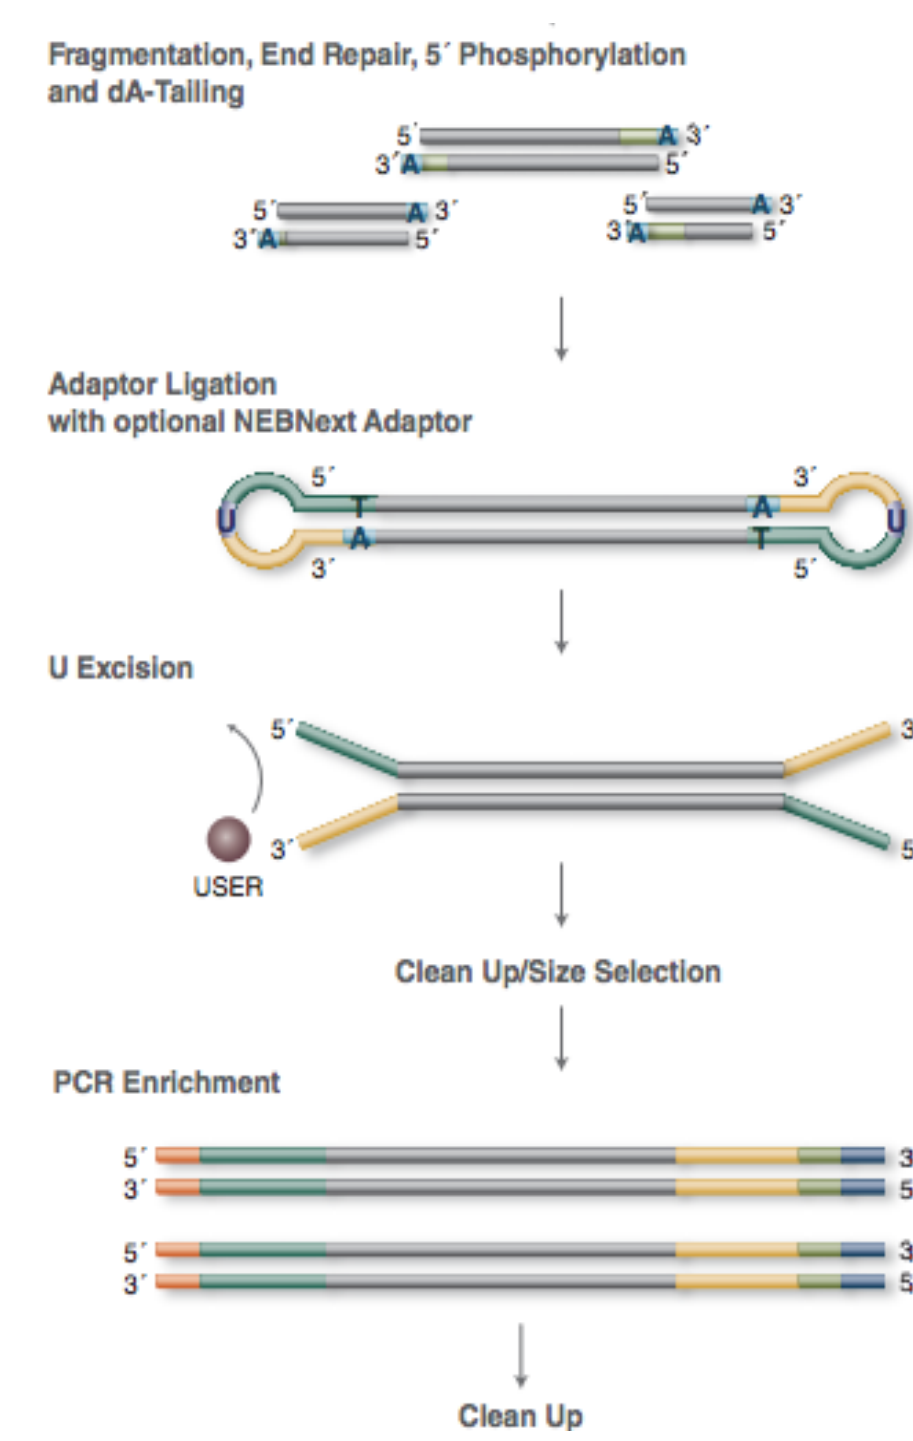 Fragmentation, End Repair, 5´ Phosphorylation
and dA-Tailing
5´ A 3´
3´ A 5´
5´ A 3´
3´ A 5´
5´ A 3´
3´ A 5´
Adaptor Ligation
with optional NEBNext Adaptor
5´ 3´
T A
U U
A T
3´ 5´
U Excision
5´ 3
3´ 5
USER
Clean Up/Size Selection
PCR Enrichment
5´ 3
3´ 5
5´ 3
3´ 5
Clean Up